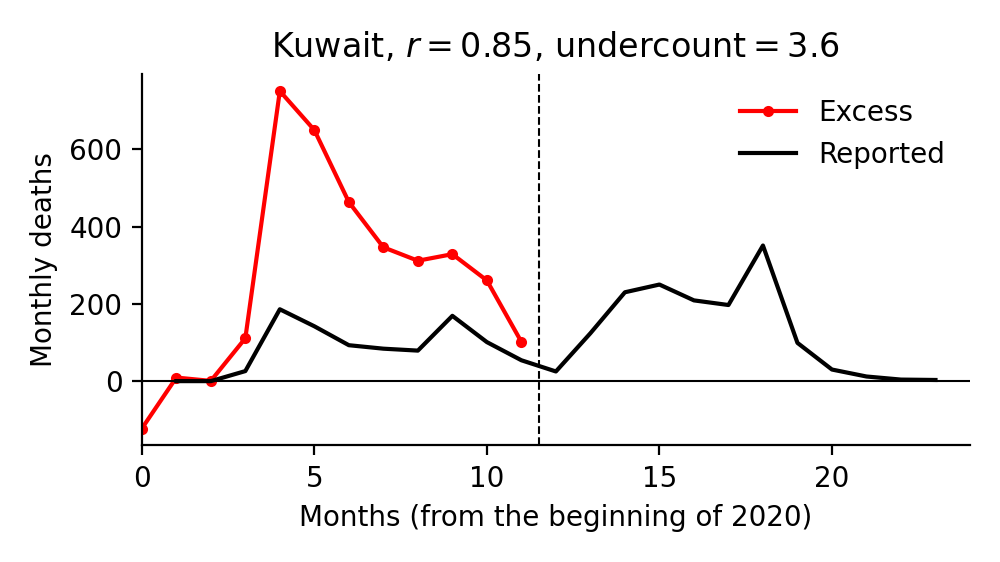 Kuwait, r = 0.85, undercount = 3.6
Excess
Reported
Monthly deaths
600
400
200
0
0 5 10 15 20
Months (from the beginning of 2020)